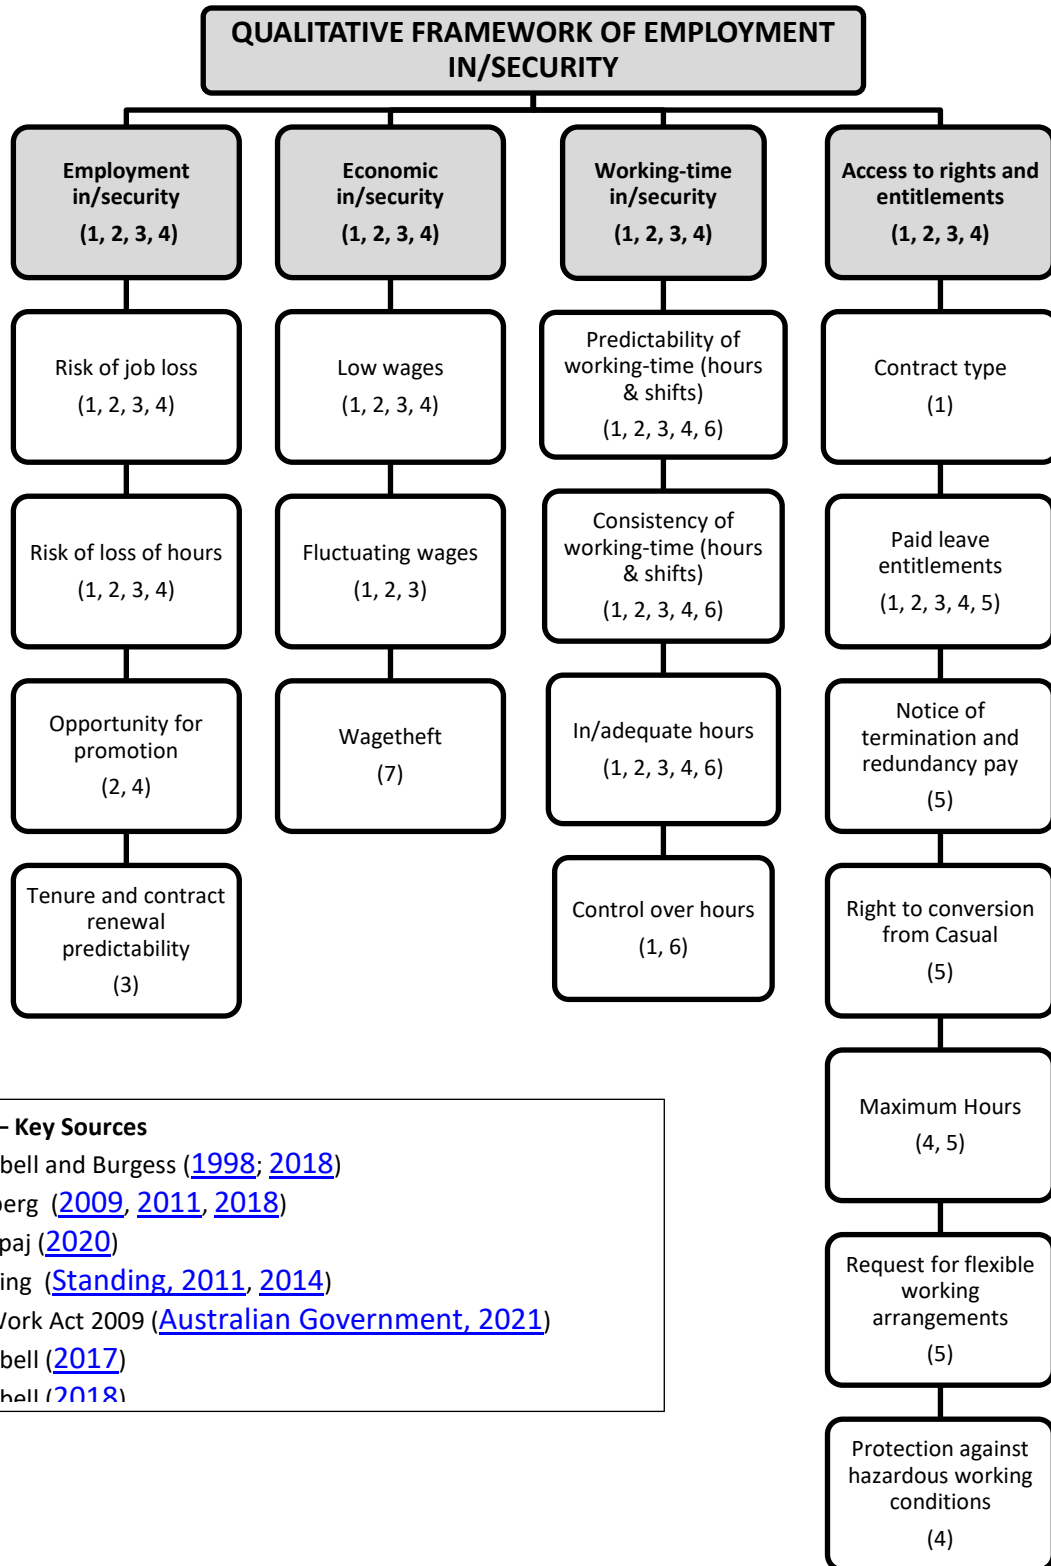 QUALITATIVE FRAMEWORK OF EMPLOYMENT
IN/SECURITY
Employment
in/security
(1, 2, 3, 4)
Risk of job loss
(1, 2, 3, 4)
Risk of loss of hours
(1, 2, 3, 4)
Opportunity for
promotion
(2, 4)
Tenure and contract
renewal
predictability
(3)
Economic
in/security
(1, 2, 3, 4)
Low wages
(1, 2, 3, 4)
Fluctuating wages
(1, 2, 3)
Wagetheft
(7)
Working-time
in/security
(1, 2, 3, 4)
Predictability of
working-time (hours
& shifts)
(1, 2, 3, 4, 6)
Consistency of
working-time (hours
& shifts)
(1, 2, 3, 4, 6)
In/adequate hours
(1, 2, 3, 4, 6)
Control over hours
(1, 6)
Access to rights and
entitlements
(1, 2, 3, 4)
Contract type
(1)
Paid leave
entitlements
(1, 2, 3, 4, 5)
Notice of
termination and
redundancy pay
(5)
Right to conversion
from Casual
(5)
Maximum Hours
(4, 5)
Request for flexible
working
arrangements
(5)
Protection against
hazardous working
conditions
(4)
– Key Sources
bell and Burgess (1998; 2018)
berg (2009, 2011, 2018)
paj (2020)
ing (Standing, 2011, 2014)
Work Act 2009 (Australian Government, 2021)
bell (2017)
bell (2018)